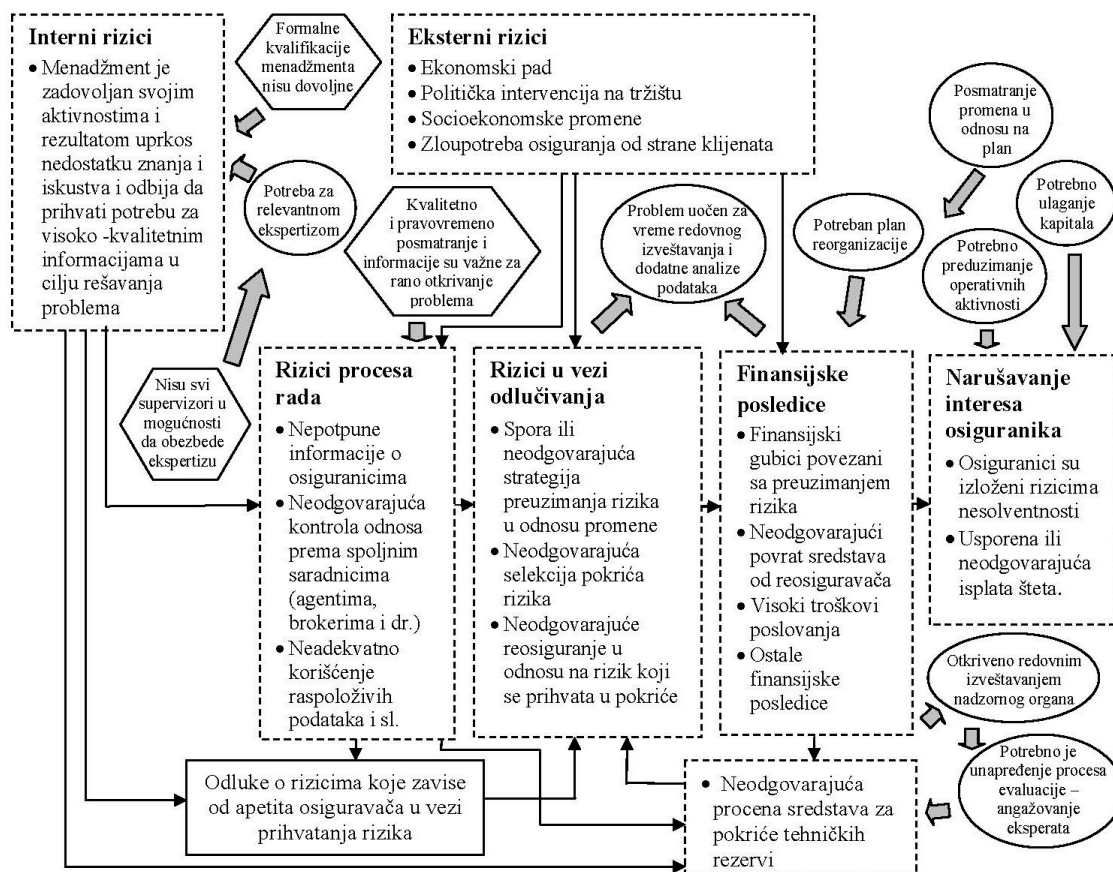 Interni rizici
• Menadžment je
zadovoljan svojim
aktivnostima i
rezultatom uprkos
nedostatku znanja i
iskustva i odbija da
prihvati potrebu za
visoko -kvalitetnim
informacijama u
cilju rešavanja
problema
Formalne
kvalifikacije
menadžmenta
nisu dovoljne
Eksterni rizici
• Ekonomski pad
• Politička intervencija na tržištu
• Socioekonomske promene
• Zloupotreba osiguranja od strane klijenata
Posmatranje
promena u
odnosu na
plan
Potrebno
ulaganje
kapitala
Potreba za
relevantnom
ekspertizom
Kvalitetno
i pravovremeno
posmatranje i
informacije su važne za
rano otkrivanje
problema
Problem uočen za
vreme redovnog
izveštavanja i
dodatne analize
podataka
Potreban plan
reorganizacije
Potrebno
preduzimanje
operativnih
aktivnosti
Nisu svi
supervizori u
mogućnosti
da obezbede
ekspertizu
Rizici procesa
rada
• Nepotpune
informacije o
osiguranicima
• Neodgovarajuća
kontrola odnosa
prema spoljnim
saradnicima
(agentima,
brokerima i dr.)
• Neadekvatno
korišćenje
raspoloživih
podataka i sl.
Rizici u vezi
odlučivanja
• Spora ili
neodgovarajuća
strategija
preuzimanja rizika
u odnosu promene
• Neodgovarajuća
selekcija pokrića
rizika
• Neodgovarajuće
reosiguranje u
odnosu na rizik koji
se prihvata u pokriće
Finansijske
posledice
• Finansijski
gubici povezani
sa preuzimanjem
rizika
• Neodgovarajući
povrat sredstava
od reosiguravača
• Visoki troškovi
poslovanja
• Ostale
finansijske
posledice
Narušavanje
interesa
osiguranika
• Osiguranici su
izloženi rizicima
nesolventnosti
• Usporena ili
neodgovarajuća
isplata šteta.
Otkriveno redovnim
izveštavanjem
nadzornog organa
Potrebno je
unapređenje procesa
evaluacije –
angažovanje
eksperata
Odluke o rizicima koje zavise
od apetita osiguravača u vezi
prihvatanja rizika
• Neodgovarajuća
procena sredstava za
pokriće tehničkih
rezervi